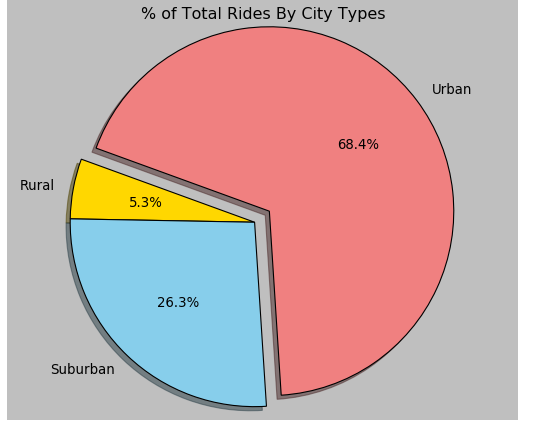 % of Total Rides By City Types
Urban
68.4%
Rural
5.3%
26.3%
Suburban